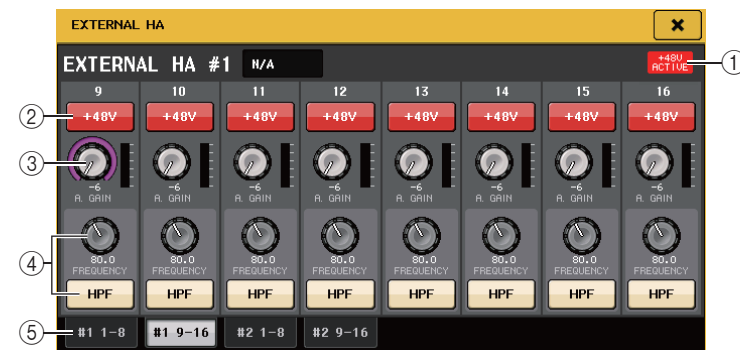 EXTERNAL HA
EXTERNAL HA #1 N/A +48V ACTIVE ①
9 10 11 12 13 14 15 16
② +48V +48V +48V +48V +48V +48V +48V +48V
③
-6 -6 -6 -6 -6 -6 -6 -6
A. GAIN A. GAIN A. GAIN A. GAIN A. GAIN A. GAIN A. GAIN A. GAIN
④
80.0 80.0 80.0 80.0 80.0 80.0 80.0 80.0
FREQUENCY FREQUENCY FREQUENCY FREQUENCY FREQUENCY FREQUENCY FREQUENCY FREQUENCY
HPF HPF HPF HPF HPF HPF HPF HPF
⑤ #1 1-8 #1 9-16 #2 1-8 #2 9-16